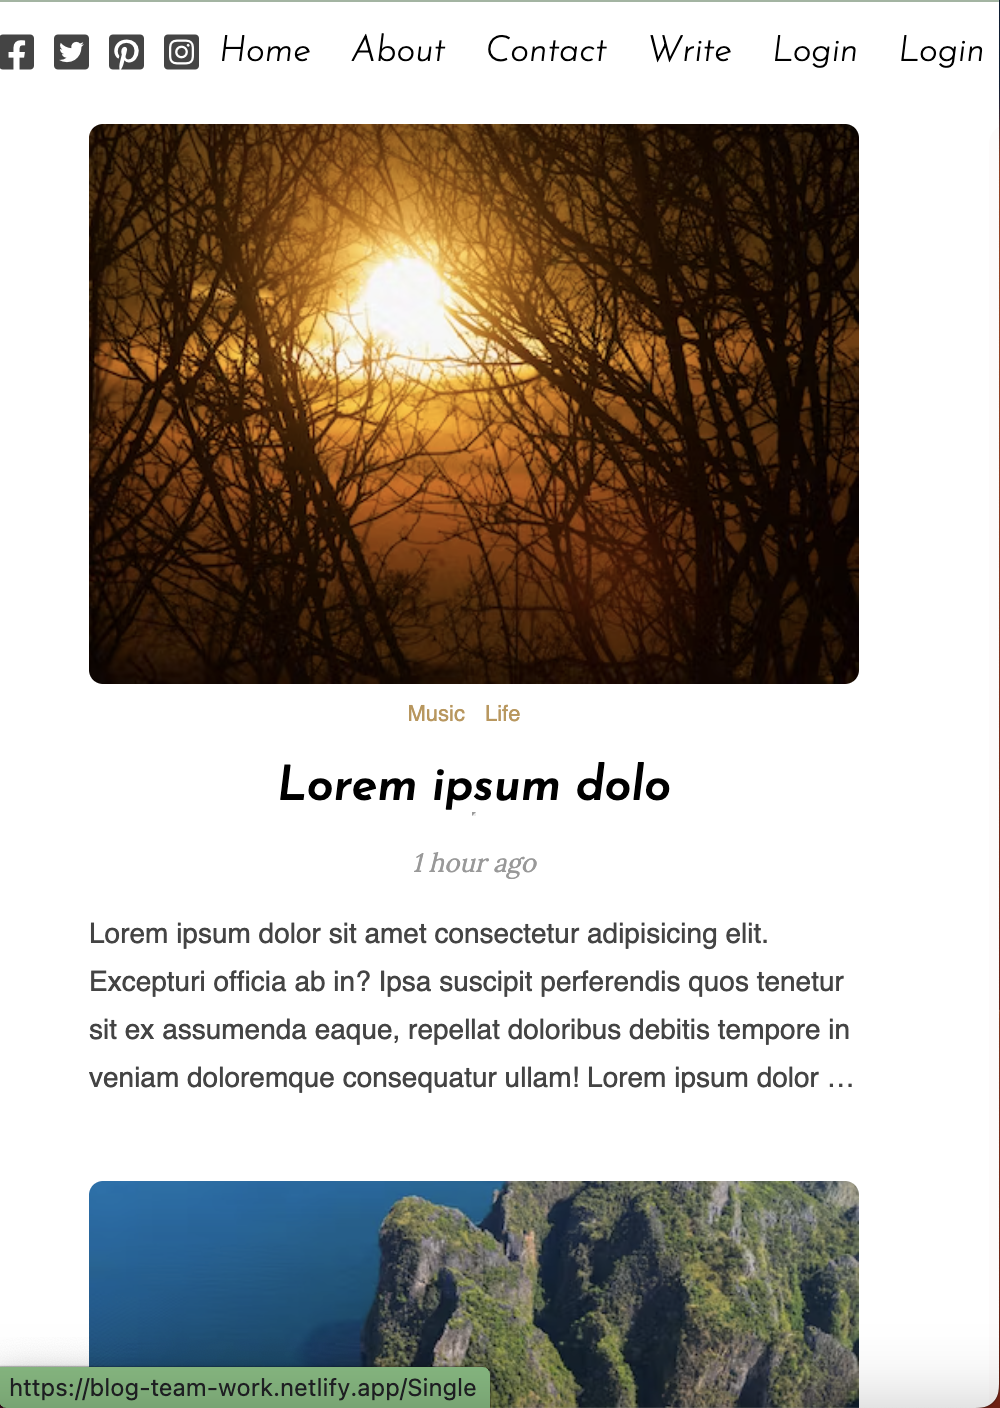 Home About Contact Write Login Login
Music Life
Lorem ipsum dolo
1 hour ago
Lorem ipsum dolor sit amet consectetur adipisicing elit.
Excepturi officia ab in? Ipsa suscipit perferendis quos tenetur
sit ex assumenda eaque, repellat doloribus debitis tempore in
veniam doloremque consequatur ullam! Lorem ipsum dolor …
https://blog-team-work.netlify.app/Single